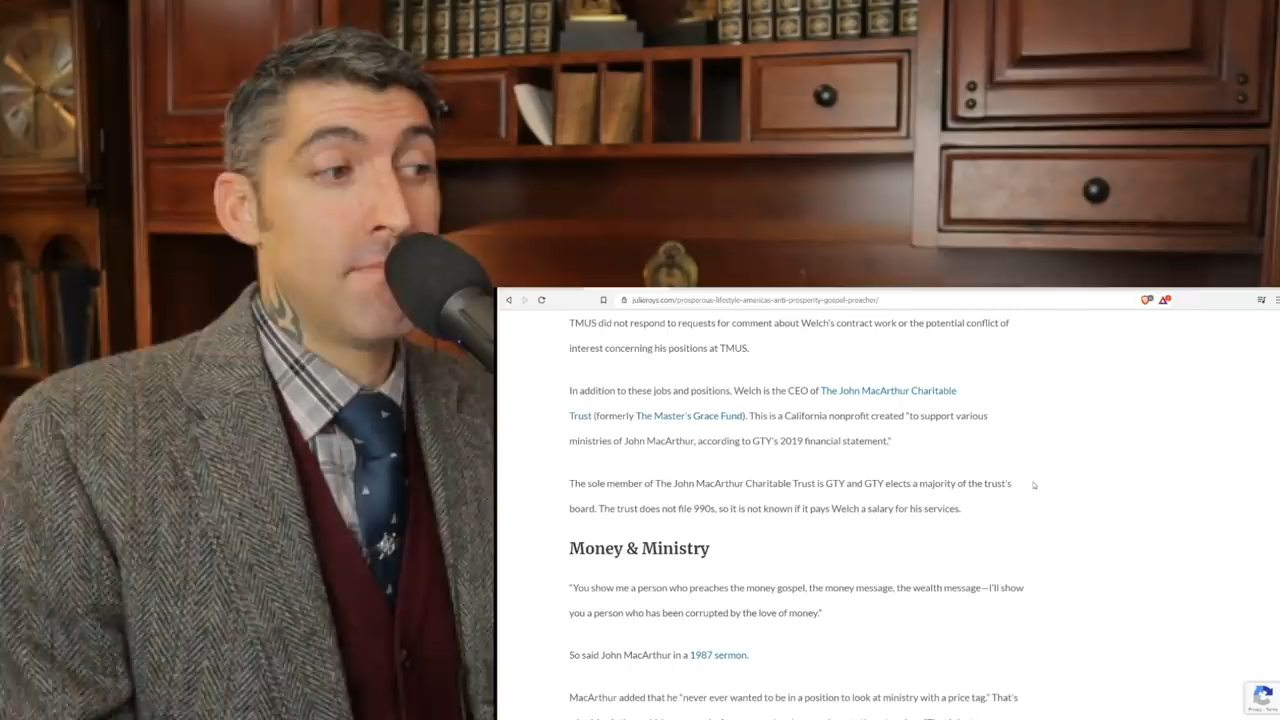 julieroys.com/prosperous-lifestyle-americas-anti-prosperity-gospel-preacher/
TMUS did not respond to requests for comment about Welch's contract work or the potential conflict of
interest concerning his positions at TMUS.
In addition to these jobs and positions, Welch is the CEO of The John MacArthur Charitable
Trust (formerly The Master's Grace Fund). This is a California nonprofit created "to support various
ministries of John MacArthur, according to GTY's 2019 financial statement."
The sole member of The John MacArthur Charitable Trust is GTY and GTY elects a majority of the trust's
board. The trust does not file 990s, so it is not known if it pays Welch a salary for his services.
Money & Ministry
"You show me a person who preaches the money gospel, the money message, the wealth message—I'll show
you a person who has been corrupted by the love of money."
So said John MacArthur in a 1987 sermon.
MacArthur added that he "never ever wanted to be in a position to look at ministry with a price tag." That's
Privacy - Terms